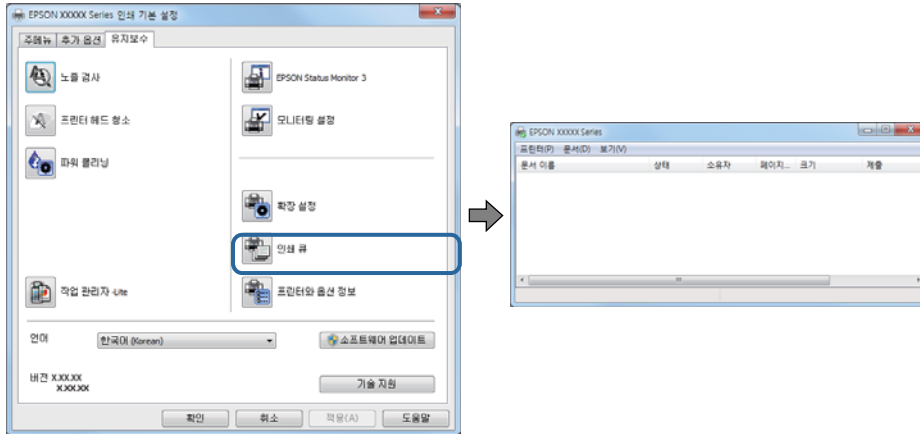 EPSON XXXXX Series 인쇄 기본 설정
주메뉴 추가 옵션 유지보수
노즐 검사
EPSON Status Monitor 3
프린터 헤드 청소
모니터링 설정
파워 클리닝
확장 설정
인쇄 큐
작업 관리자 -Lite
프린터와 옵션 정보
언어 한국어 (Korean)
소프트웨어 업데이트
버전 X.XX.XX
X.XX.XX
기술 지원
확인 취소 적용(A) 도움말
EPSON XXXXX Series
프린터(P) 문서(D) 보기(V)
문서 이름 상태 소유자 페이지... 크기 제출